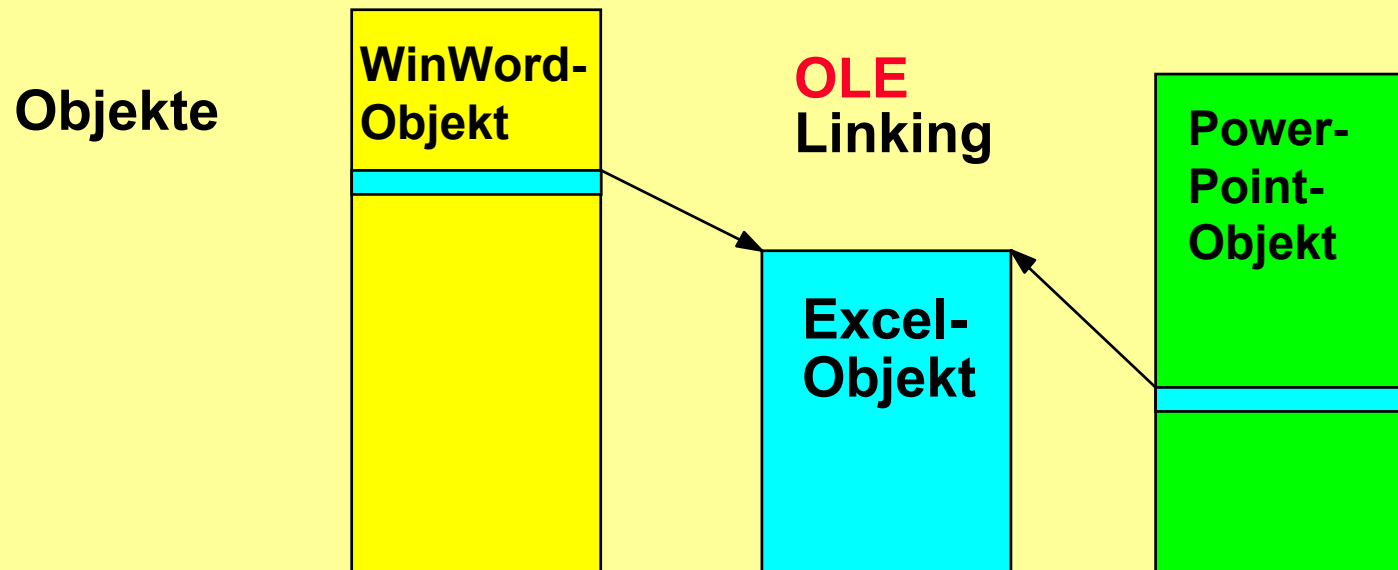 Objekte
WinWord-
Objekt
OLE
Linking
Power-
Point-
Objekt
Excel-
Objekt